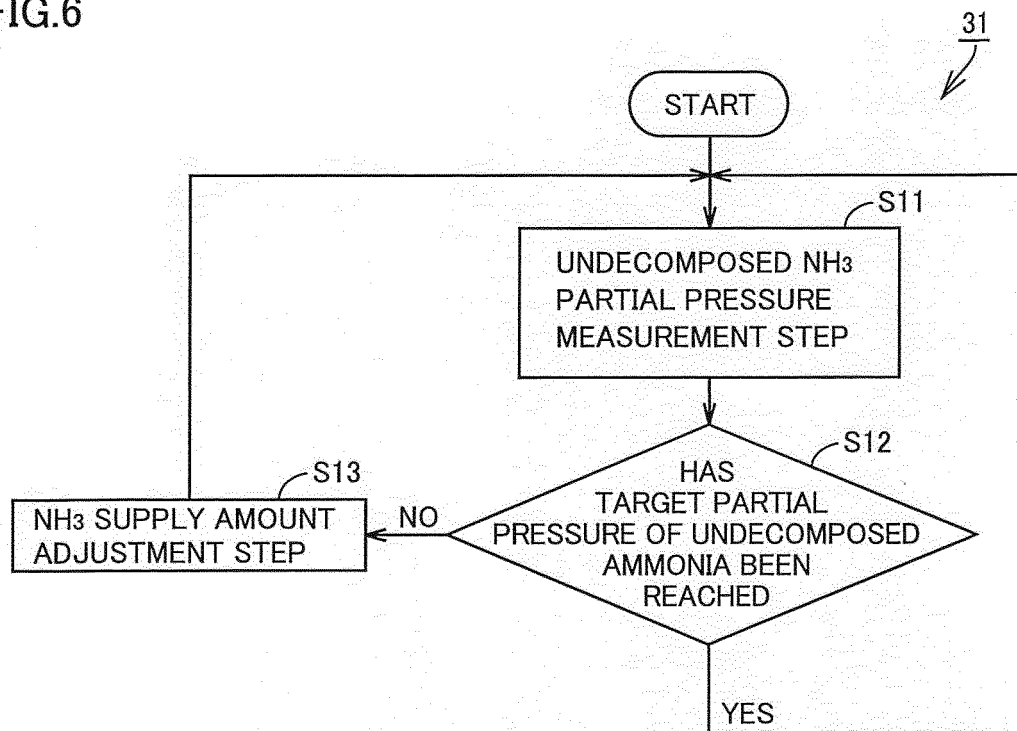 FIG.6
31
START
S11
UNDECOMPOSED NH3
PARTIAL PRESSURE
MEASUREMENT STEP
S12
HAS
TARGET PARTIAL
PRESSURE OF UNDECOMPOSED
AMMONIA BEEN
REACHED
NO
S13
NH3 SUPPLY AMOUNT
ADJUSTMENT STEP
YES